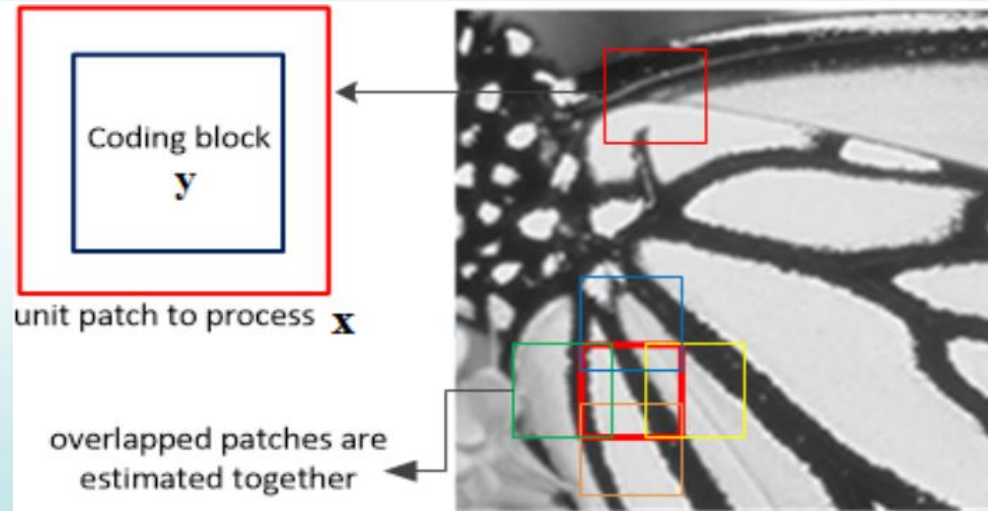 Coding block
y
unit patch to process x
overlapped patches are
estimated together